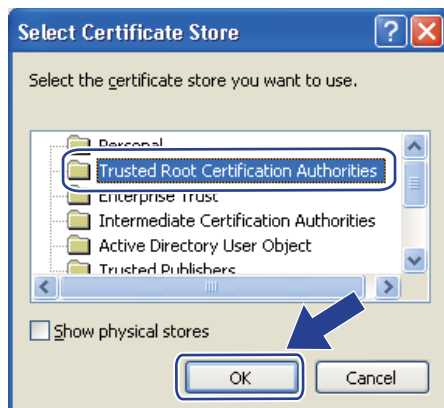 Select Certificate Store
Select the certificate store you want to use.
Personal
Trusted Root Certification Authorities
Enterprise Trust
Intermediate Certification Authorities
Active Directory User Object
Trusted Publishers
Show physical stores
OK
Cancel